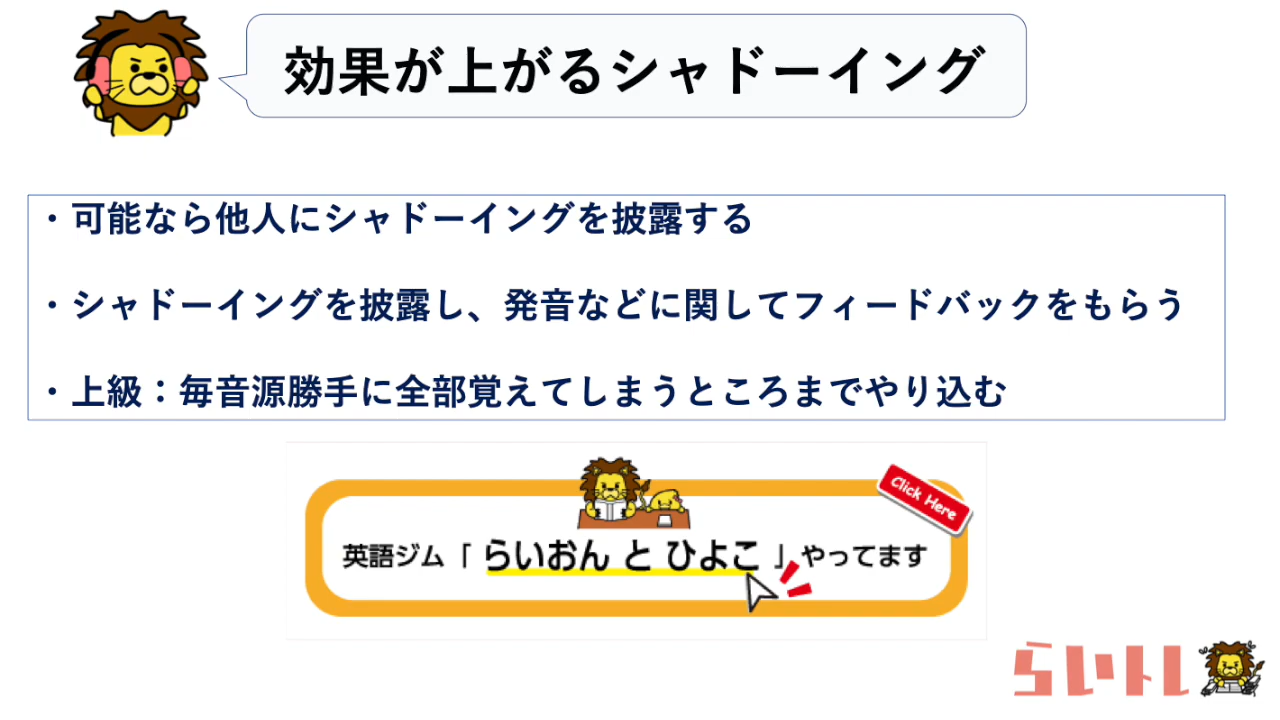 効果が上がるシャドーイング
・可能なら他人にシャドーイングを披露する
・シャドーイングを披露し、発音などに関してフィードバックをもらう
・上級：毎音源勝手に全部覚えてしまうところまでやり込む
Click Here
英語ジム「 らいおん と ひよこ 」やってます
らいトレ